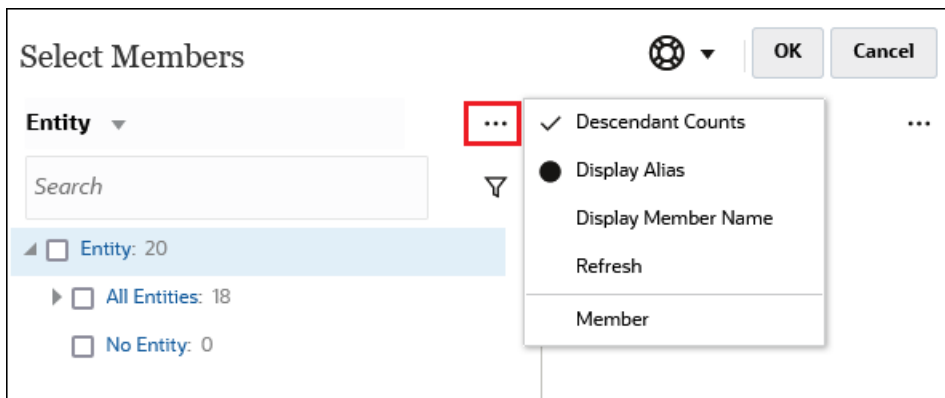 Select Members
OK
Cancel
Entity
Search
Entity: 20
All Entities: 18
No Entity: 0
Descendant Counts
Display Alias
Display Member Name
Refresh
Member